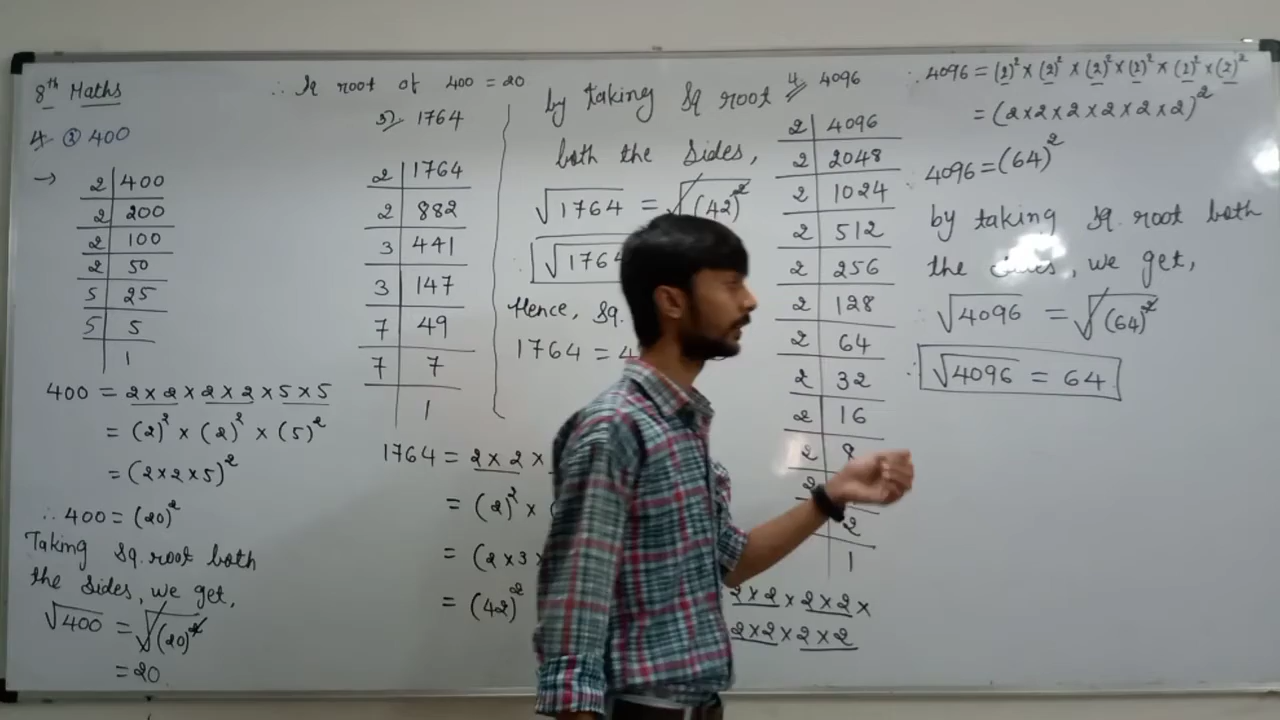 8th Maths
4. ② 400
→
2 | 400
2 | 200
2 | 100
2 | 50
5 | 25
5 | 5
1
400 = 2 × 2 × 2 × 2 × 5 × 5
= (2)² × (2)² × (5)²
= (2×2×5)²
∴ 400 = (20)²
Taking Sq. root both
the sides, we get,
√400 = √(20)²
= 20
∴ Sq root of 400 = 20
3) 1764
2 | 1764
2 | 882
3 | 441
3 | 147
7 | 49
7 | 7
1
1764 = 2 × 2 ×
= (2)² ×
= (2 × 3 ×
= (42)²
by taking Sq root
both the sides,
√1764 = √(42)²
∴ √1764
Hence, Sq.
1764 = 4
4. 4096
2 | 4096
2 | 2048
2 | 1024
2 | 512
2 | 256
2 | 128
2 | 64
2 | 32
2 | 16
2 | 8
2
2
1
2×2 × 2×2 ×
2×2 × 2×2
∴ 4096 = (2)² × (2)² × (2)² × (2)² × (2)² × (2)²
= (2×2×2×2×2×2)²
∴ 4096 = (64)²
by taking Sq. root both
the sides, we get,
∴ √4096 = √(64)²
∴ √4096 = 64